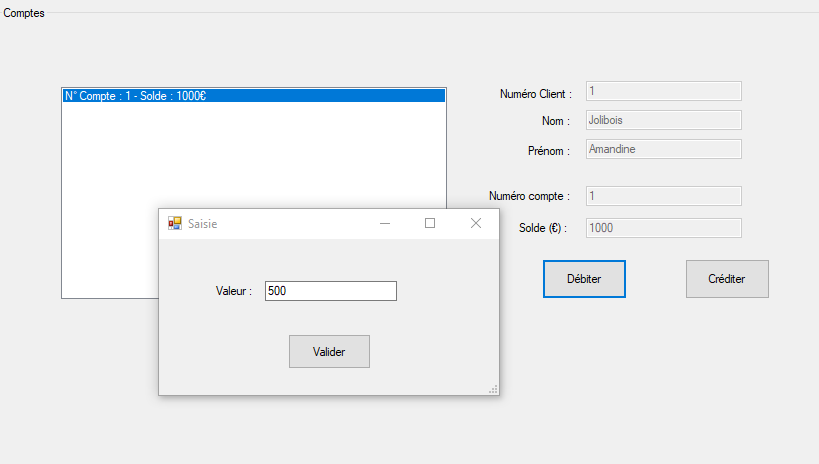 Comptes
N° Compte : 1 - Solde : 1000€
Numéro Client : 1
Nom : Jolibois
Prénom : Amandine
Numéro compte : 1
Solde (€) : 1000
Débiter
Créditer
Saisie
Valeur : 500
Valider